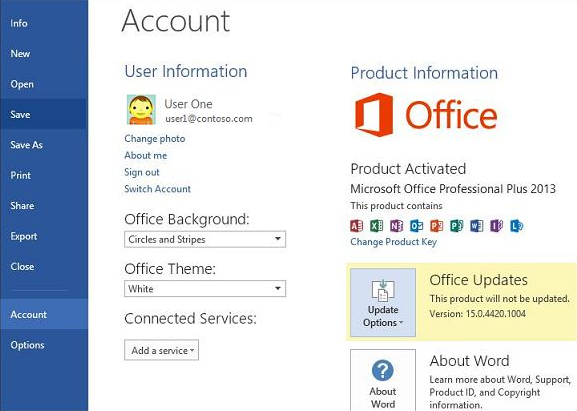 Info
New
Open
Save
Save As
Print
Share
Export
Close
Account
Options
Account
User Information
User One
user1@contoso.com
Change photo
About me
Sign out
Switch Account
Office Background:
Circles and Stripes
Office Theme:
White
Connected Services:
Add a service
Product Information
Office
Product Activated
Microsoft Office Professional Plus 2013
This product contains
Change Product Key
Update
Options
Office Updates
This product will not be updated.
Version: 15.0.4420.1004
About
Word
About Word
Learn more about Word, Support,
Product ID, and Copyright
information.